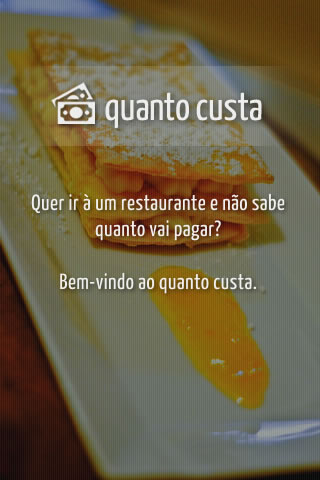 quanto custa
Quer ir à um restaurante e não sabe
quanto vai pagar?
Bem-vindo ao quanto custa.